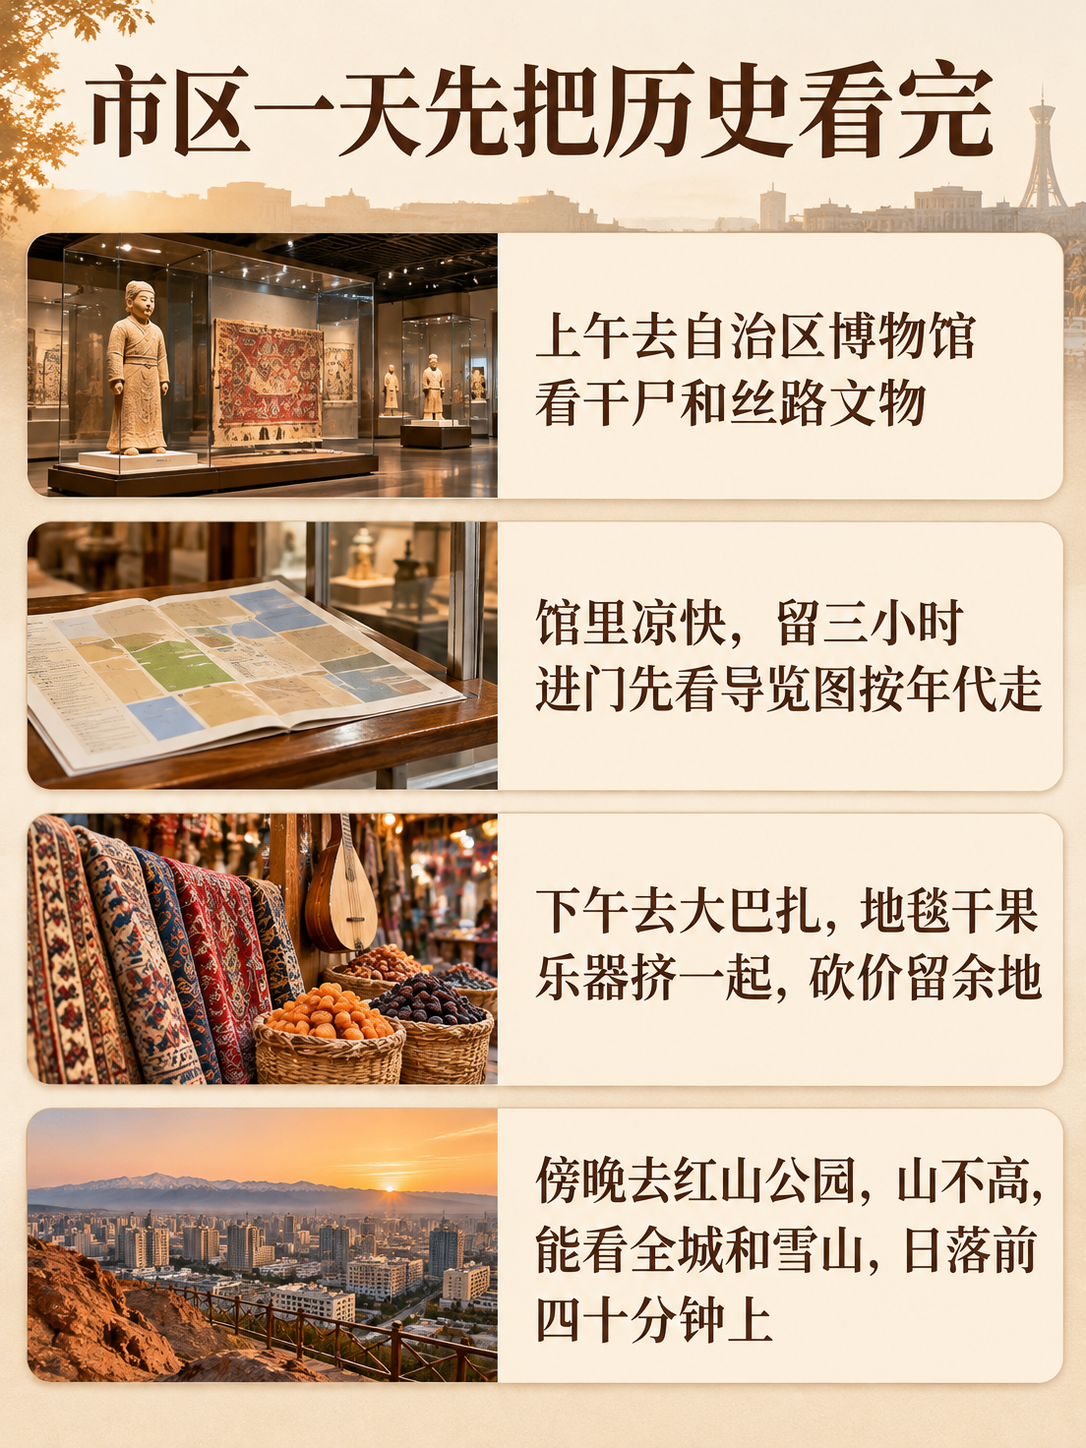 市区一天先把历史看完
上午去自治区博物馆
看干尸和丝路文物
馆里凉快，留三小时
进门先看导览图按年代走
下午去大巴扎，地毯干果
乐器挤一起，砍价留余地
傍晚去红山公园，山不高，
能看全城和雪山，日落前
四十分钟上